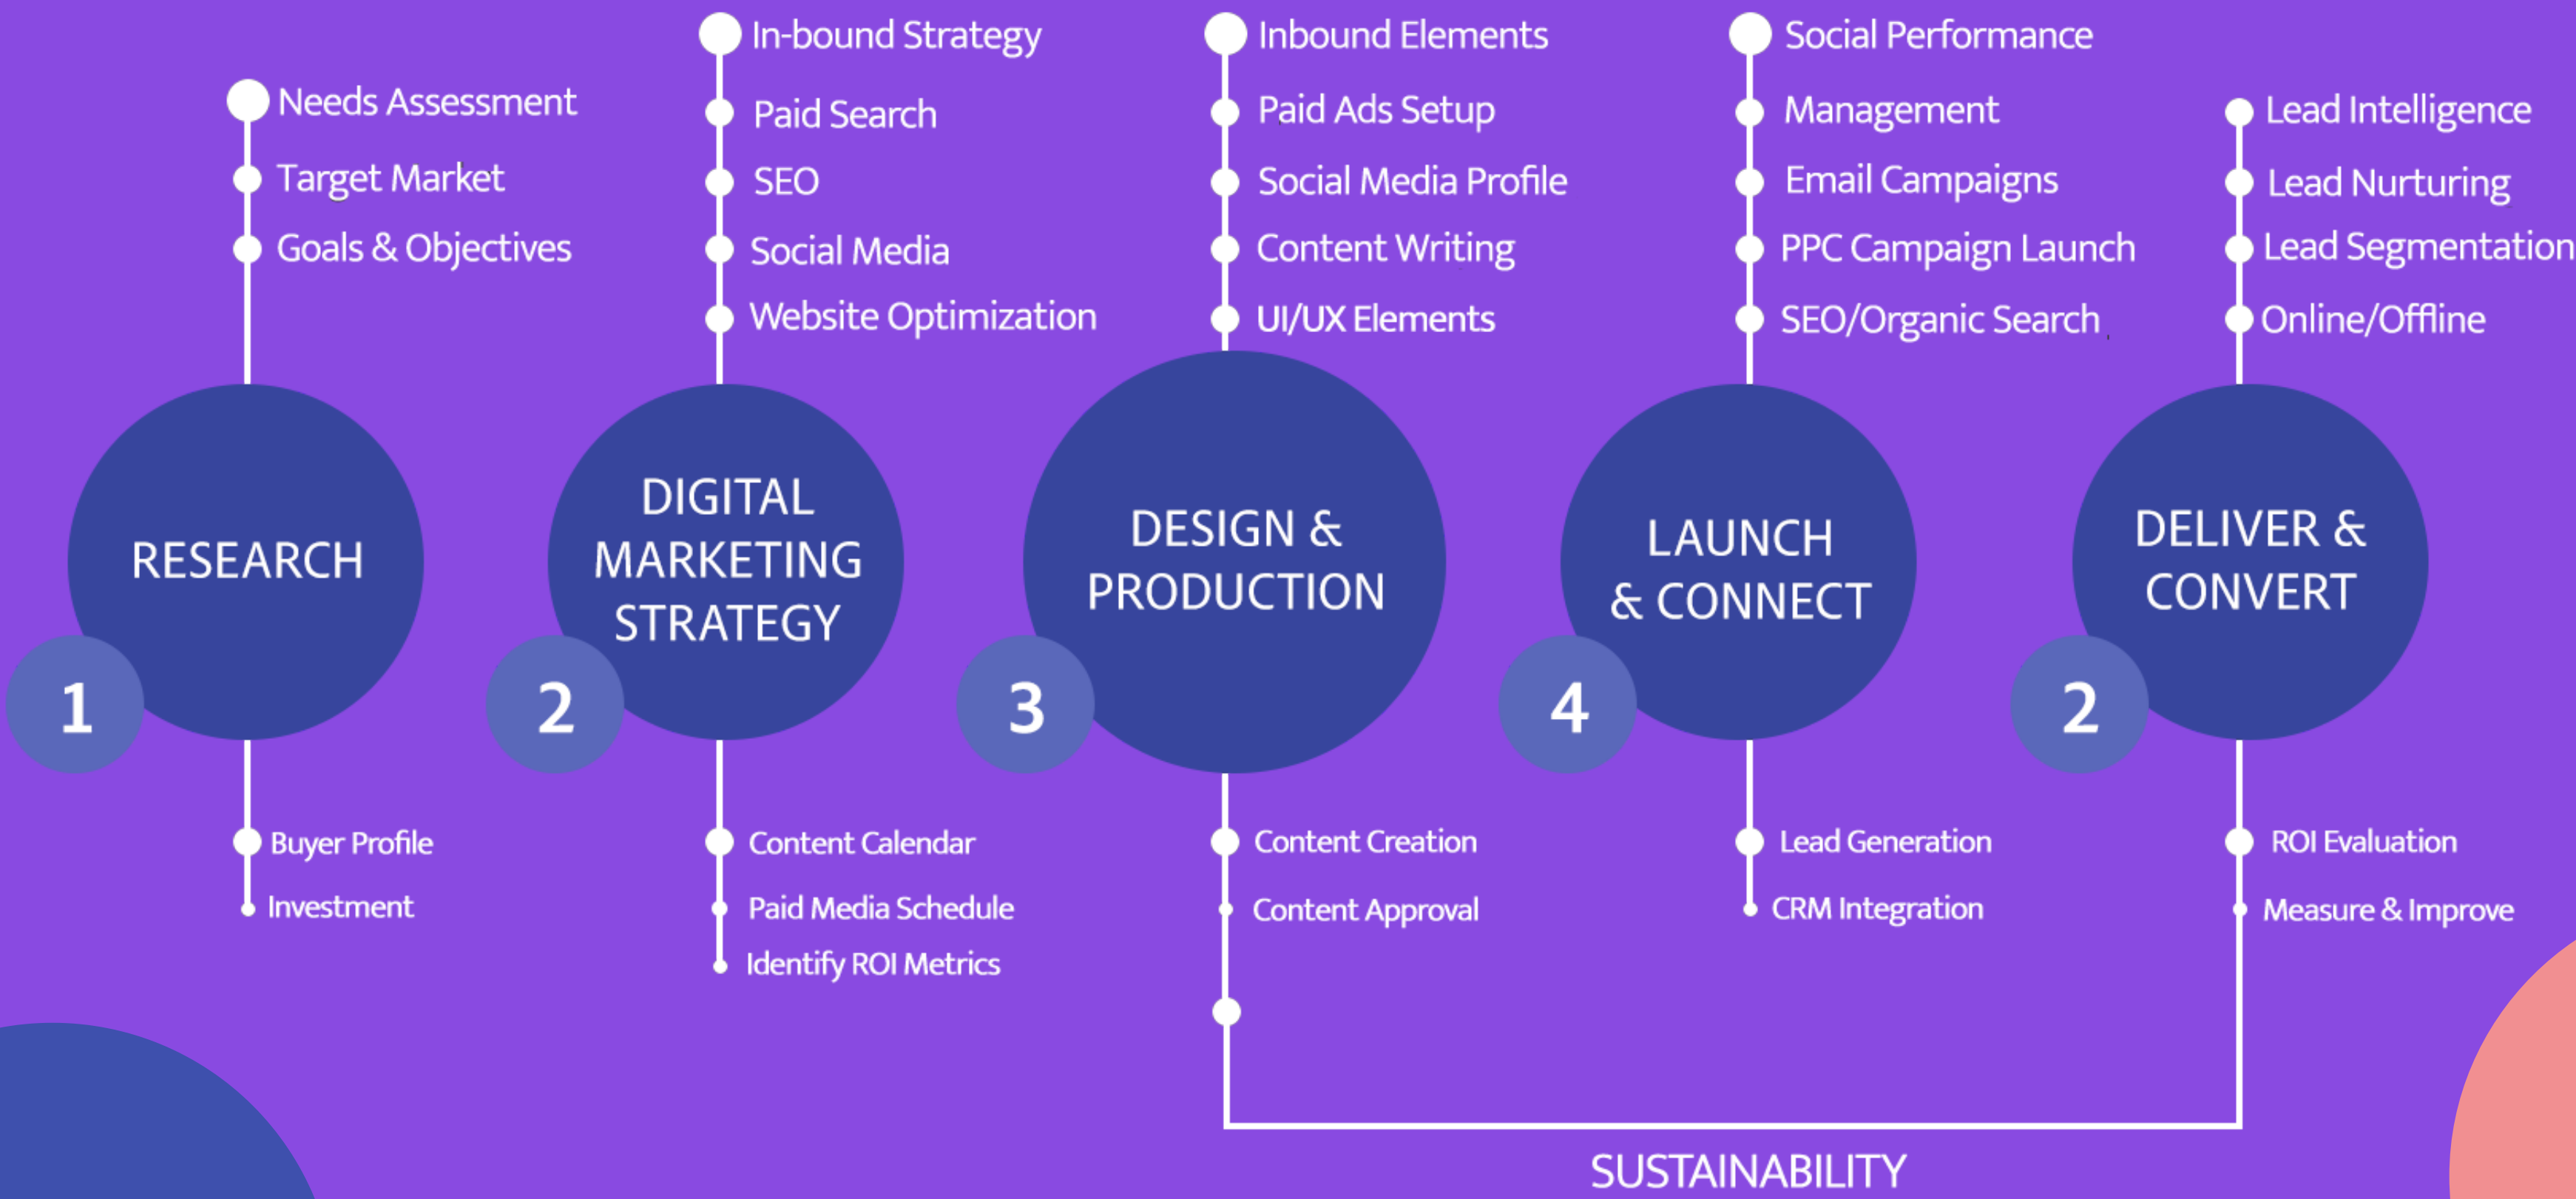 Needs Assessment
Target Market
Goals & Objectives
RESEARCH
1
Buyer Profile
Investment
In-bound Strategy
Paid Search
SEO
Social Media
Website Optimization
DIGITAL
MARKETING
STRATEGY
2
Content Calendar
Paid Media Schedule
Identify ROI Metrics
Inbound Elements
Paid Ads Setup
Social Media Profile
Content Writing
UI/UX Elements
DESIGN &
PRODUCTION
3
Content Creation
Content Approval
Social Performance
Management
Email Campaigns
PPC Campaign Launch
SEO/Organic Search
LAUNCH
& CONNECT
4
Lead Generation
CRM Integration
Lead Intelligence
Lead Nurturing
Lead Segmentation
Online/Offline
DELIVER &
CONVERT
2
ROI Evaluation
Measure & Improve
SUSTAINABILITY